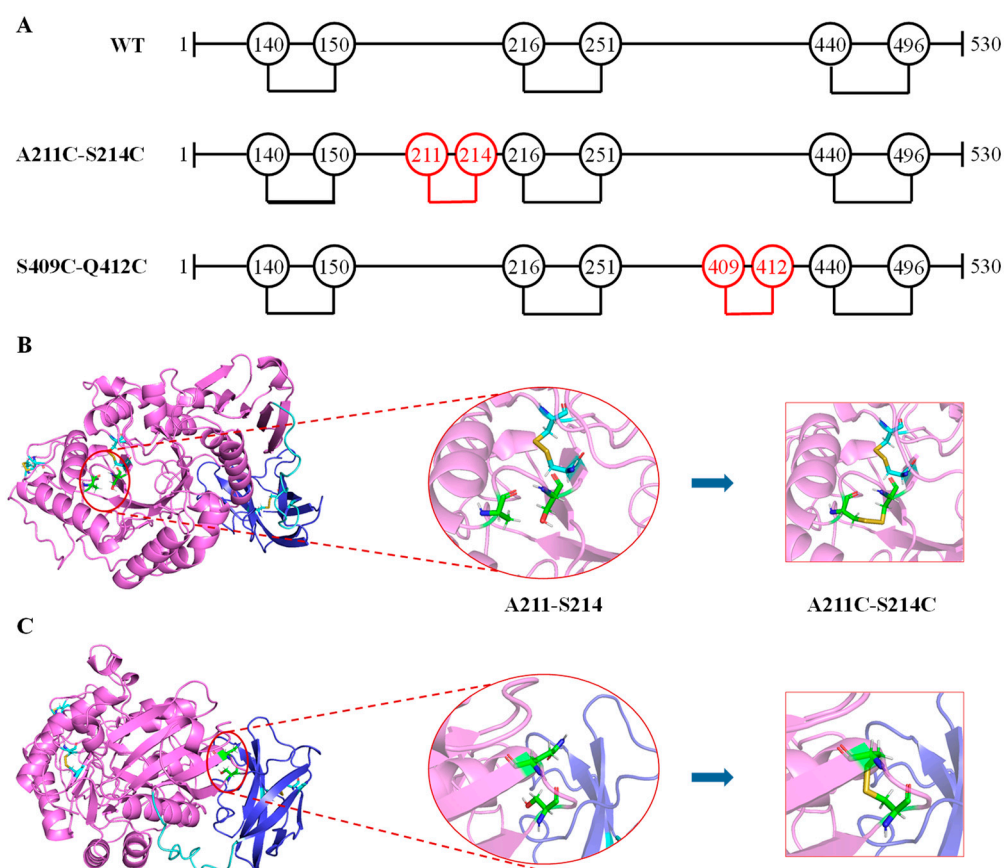 A
WT 1 140 150 216 251 440 496 530
A211C-S214C 1 140 150 211 214 216 251 440 496 530
S409C-Q412C 1 140 150 216 251 409 412 440 496 530
B
A211-S214 A211C-S214C
C